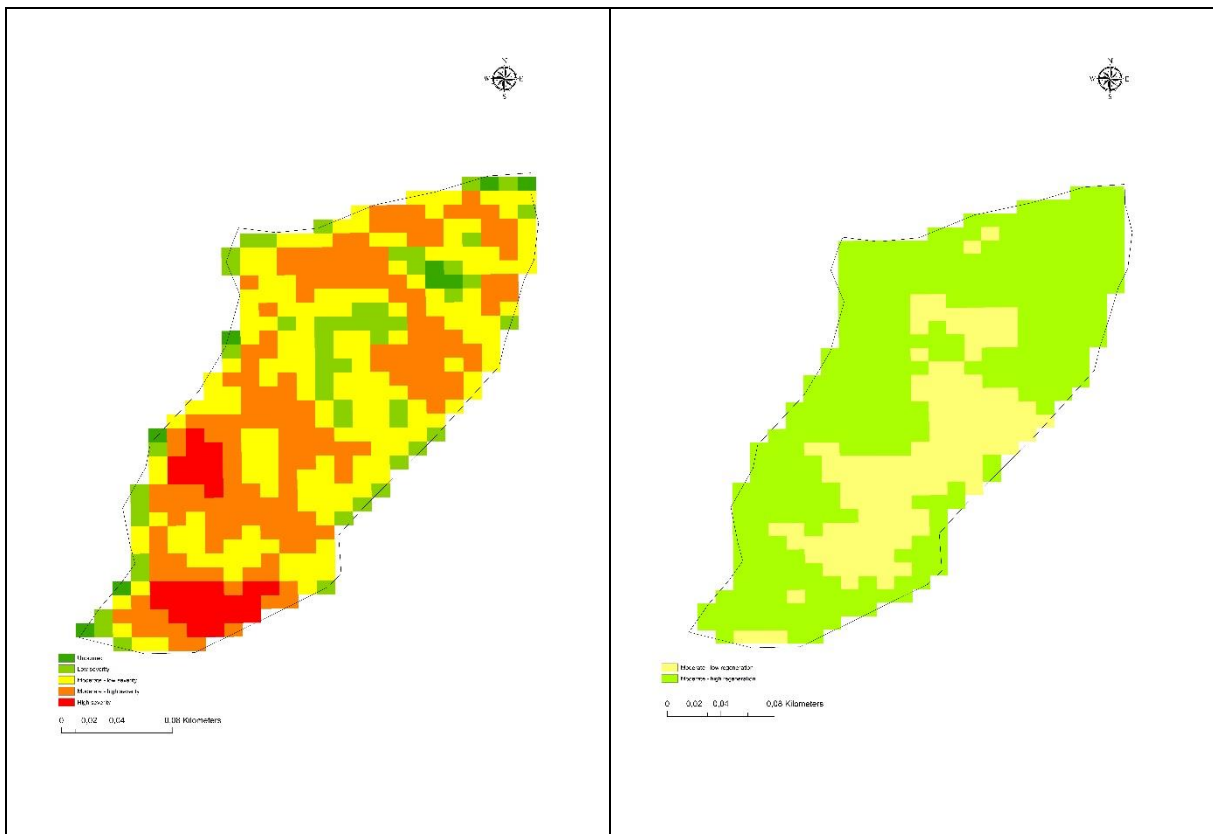 N
W E
S
Unburned
Low severity
Moderate - low severity
Moderate - high severity
High severity
0 0,02 0,04 0,08 Kilometers
N
W E
S
Moderate - low regeneration
Moderate - high regeneration
0 0,02 0,04 0,08 Kilometers